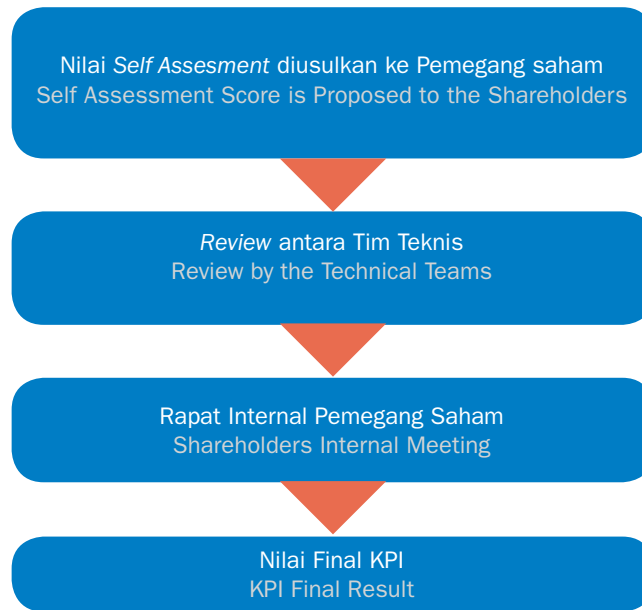 Nilai Self Assesment diusulkan ke Pemegang saham
Self Assessment Score is Proposed to the Shareholders
Review antara Tim Teknis
Review by the Technical Teams
Rapat Internal Pemegang Saham
Shareholders Internal Meeting
Nilai Final KPI
KPI Final Result